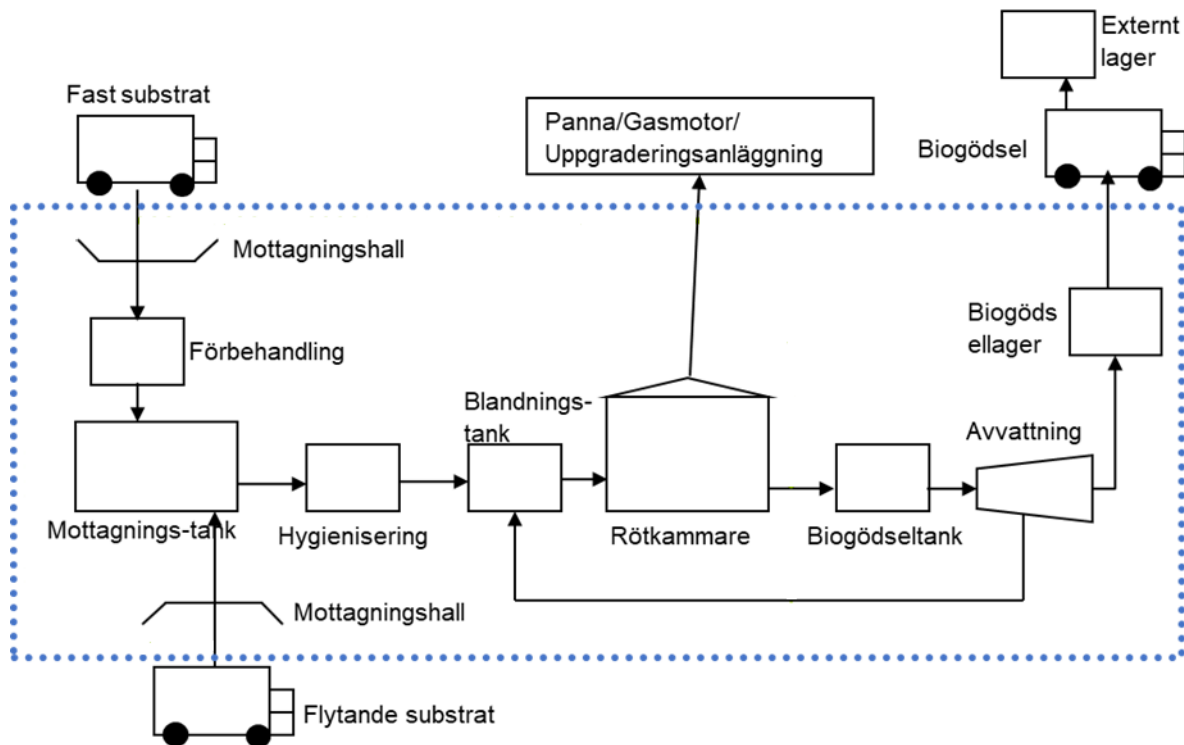 Externt
lager
Fast substrat
Panna/Gasmotor/
Uppgraderingsanläggning
Biogödsel
Mottagningshall
Biogöds
ellager
Förbehandling
Blandnings-
tank
Avvattning
Mottagnings-tank
Hygienisering
Rötkammare
Biogödseltank
Mottagningshall
Flytande substrat